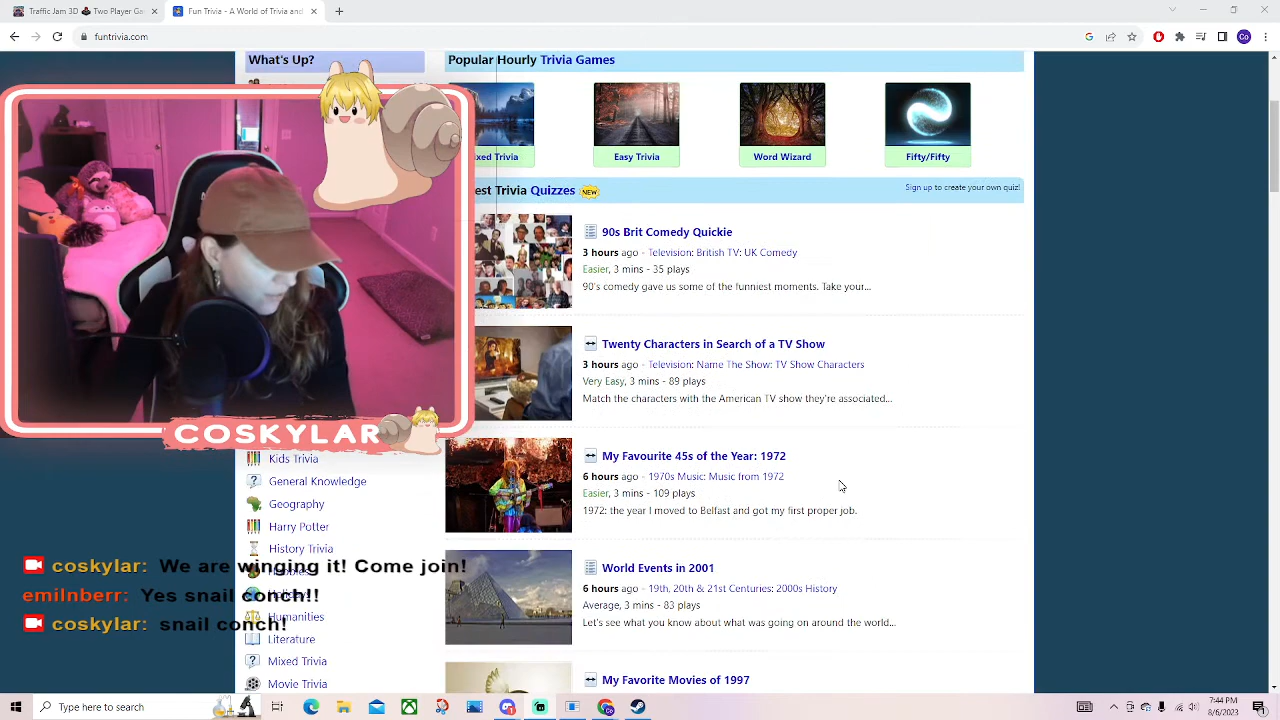 Traffic Jam 3D 🕹 Two Player Ga
Fun Trivia - A World of Trivia and
funtrivia.com
Co
What's Up?
Popular Hourly Trivia Games
Mixed Trivia
Easy Trivia
Word Wizard
Fifty/Fifty
est Trivia Quizzes NEW
Sign up to create your own quiz!
90s Brit Comedy Quickie
3 hours ago - Television: British TV: UK Comedy
Easier, 3 mins - 35 plays
90's comedy gave us some of the funniest moments. Take your...
Twenty Characters in Search of a TV Show
3 hours ago - Television: Name The Show: TV Show Characters
Very Easy, 3 mins - 89 plays
Match the characters with the American TV show they're associated...
COSKYLAR
My Favourite 45s of the Year: 1972
6 hours ago - 1970s Music: Music from 1972
Easier, 3 mins - 109 plays
1972: the year I moved to Belfast and got my first proper job.
World Events in 2001
6 hours ago - 19th, 20th & 21st Centuries: 2000s History
Average, 3 mins - 83 plays
Let's see what you know about what was going on around the world...
My Favorite Movies of 1997
Kids Trivia
General Knowledge
Geography
Harry Potter
History Trivia
Humanities
Literature
Mixed Trivia
Movie Trivia
coskylar: We are winging it! Come join!
emilnberr: Yes snail conch!!
coskylar: snail conch!
Type here to search
7:44 PM
8/6/2023